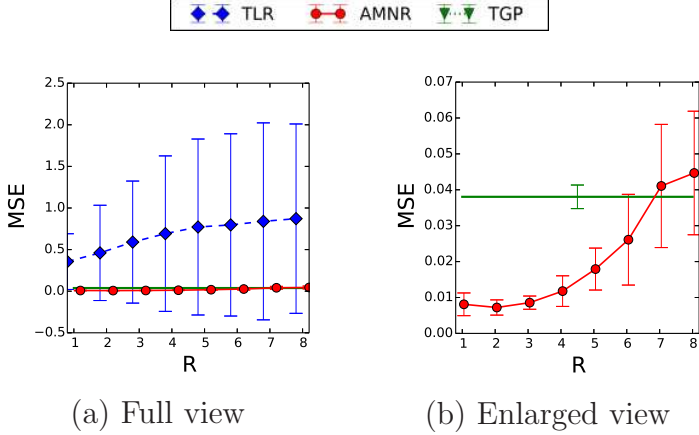 TLR AMNR TGP
2.5
2.0
1.5
1.0
0.5
0.0
−0.5
MSE
1 2 3 4 5 6 7 8
R
(a) Full view
0.07
0.06
0.05
0.04
0.03
0.02
0.01
0.00
MSE
1 2 3 4 5 6 7 8
R
(b) Enlarged view